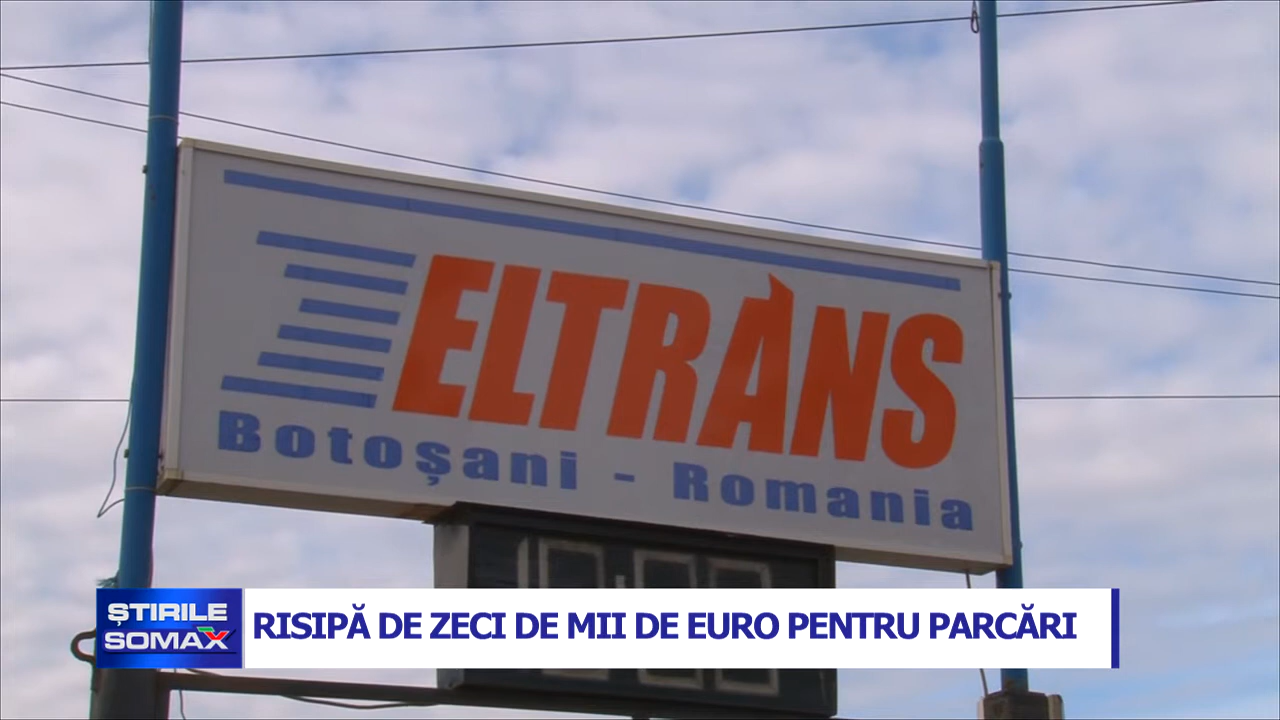 ELTRANS
Botoșani - Romania
ȘTIRILE
SOMAX
RISIPĂ DE ZECI DE MII DE EURO PENTRU PARCĂRI